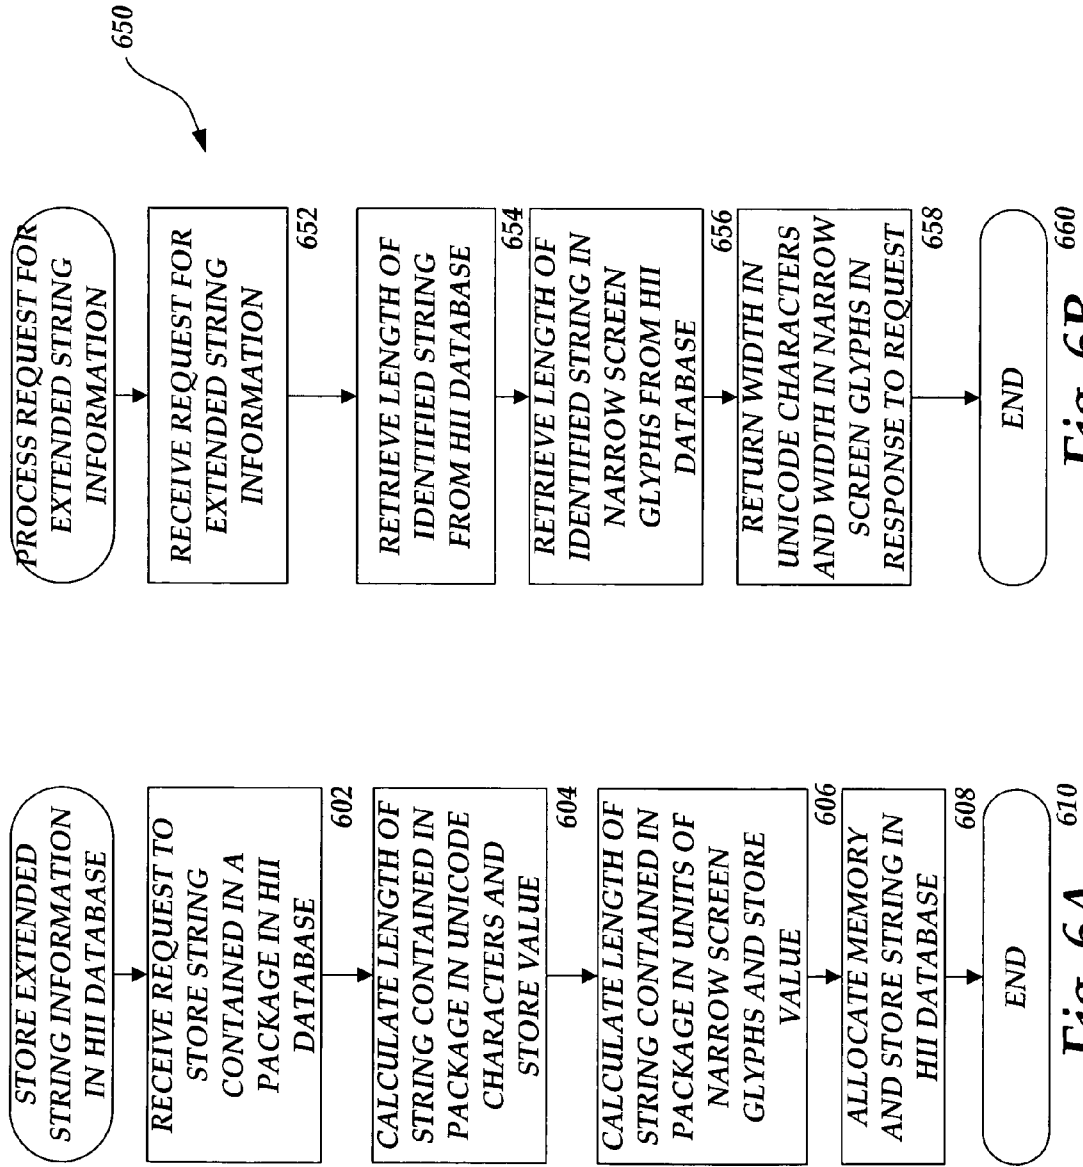 STORE EXTENDED
STRING INFORMATION
IN HII DATABASE
RECEIVE REQUEST TO
STORE STRING
CONTAINED IN A
PACKAGE IN HII
DATABASE
602
CALCULATE LENGTH OF
STRING CONTAINED IN
PACKAGE IN UNICODE
CHARACTERS AND
STORE VALUE
604
CALCULATE LENGTH OF
STRING CONTAINED IN
PACKAGE IN UNITS OF
NARROW SCREEN
GLYPHS AND STORE
VALUE
606
ALLOCATE MEMORY
AND STORE STRING IN
HII DATABASE
608
END
610
Fig. 6A
650
PROCESS REQUEST FOR
EXTENDED STRING
INFORMATION
RECEIVE REQUEST FOR
EXTENDED STRING
INFORMATION
652
RETRIEVE LENGTH OF
IDENTIFIED STRING
FROM HII DATABASE
654
RETRIEVE LENGTH OF
IDENTIFIED STRING IN
NARROW SCREEN
GLYPHS FROM HII
DATABASE
656
RETURN WIDTH IN
UNICODE CHARACTERS
AND WIDTH IN NARROW
SCREEN GLYPHS IN
RESPONSE TO REQUEST
658
END
660
Fig. 6B